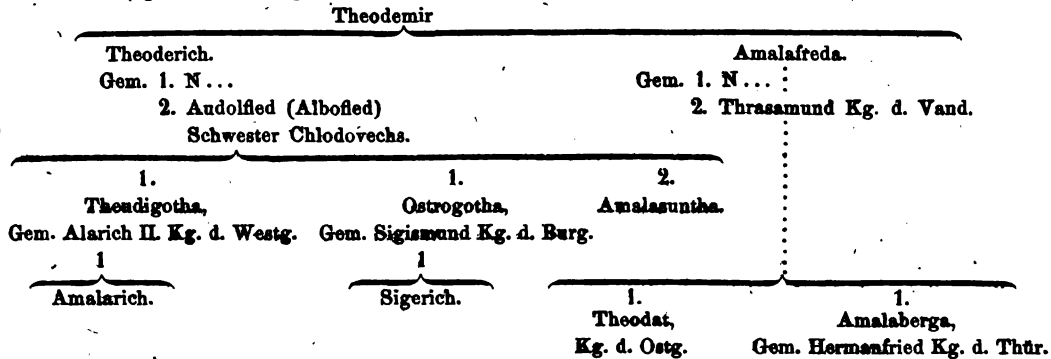 Theodemir
Theoderich. Amalafreda.
Gem. 1. N... Gem. 1. N...
2. Audolfled (Albofled) 2. Thrasamund Kg. d. Vand.
Schwester Chlodovechs.
1. 1. 2.
Theudigotha, Ostrogotha, Amalasuntha.
Gem. Alarich II. Kg. d. Westg. Gem. Sigismund Kg. d. Burg.
1 1
Amalarich. Sigerich. 1. 1.
Theodat, Amalaberga,
Kg. d. Ostg. Gem. Hermanfried Kg. d. Thür.